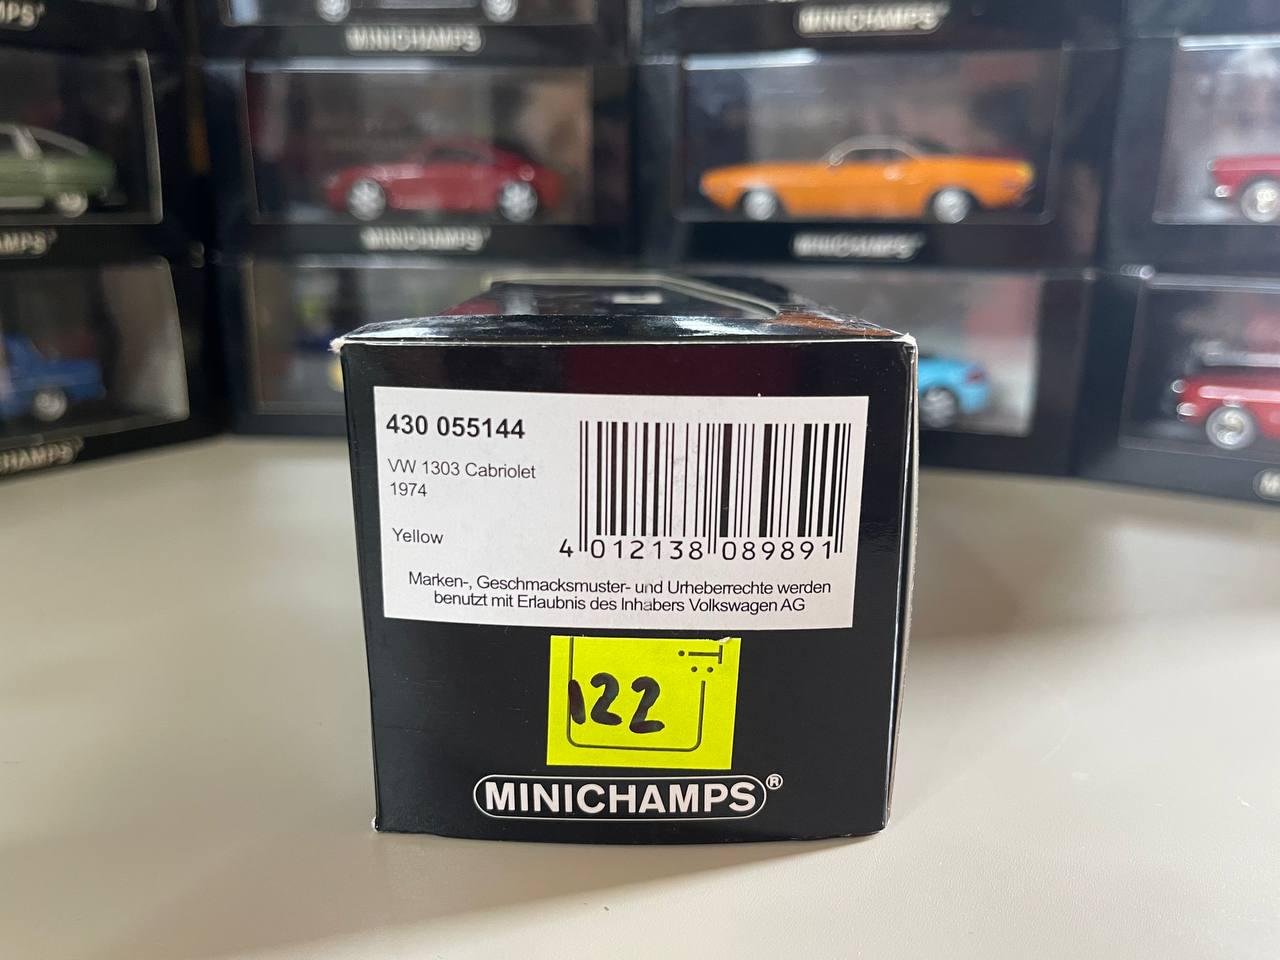 MINICHAMPS
MINICHAMPS
MINICHAMPS
MINICHAMPS
430 055144
VW 1303 Cabriolet
1974
Yellow
4 012138 089891
Marken-, Geschmacksmuster- und Urheberrechte werden
benutzt mit Erlaubnis des Inhabers Volkswagen AG
122
MINICHAMPS®